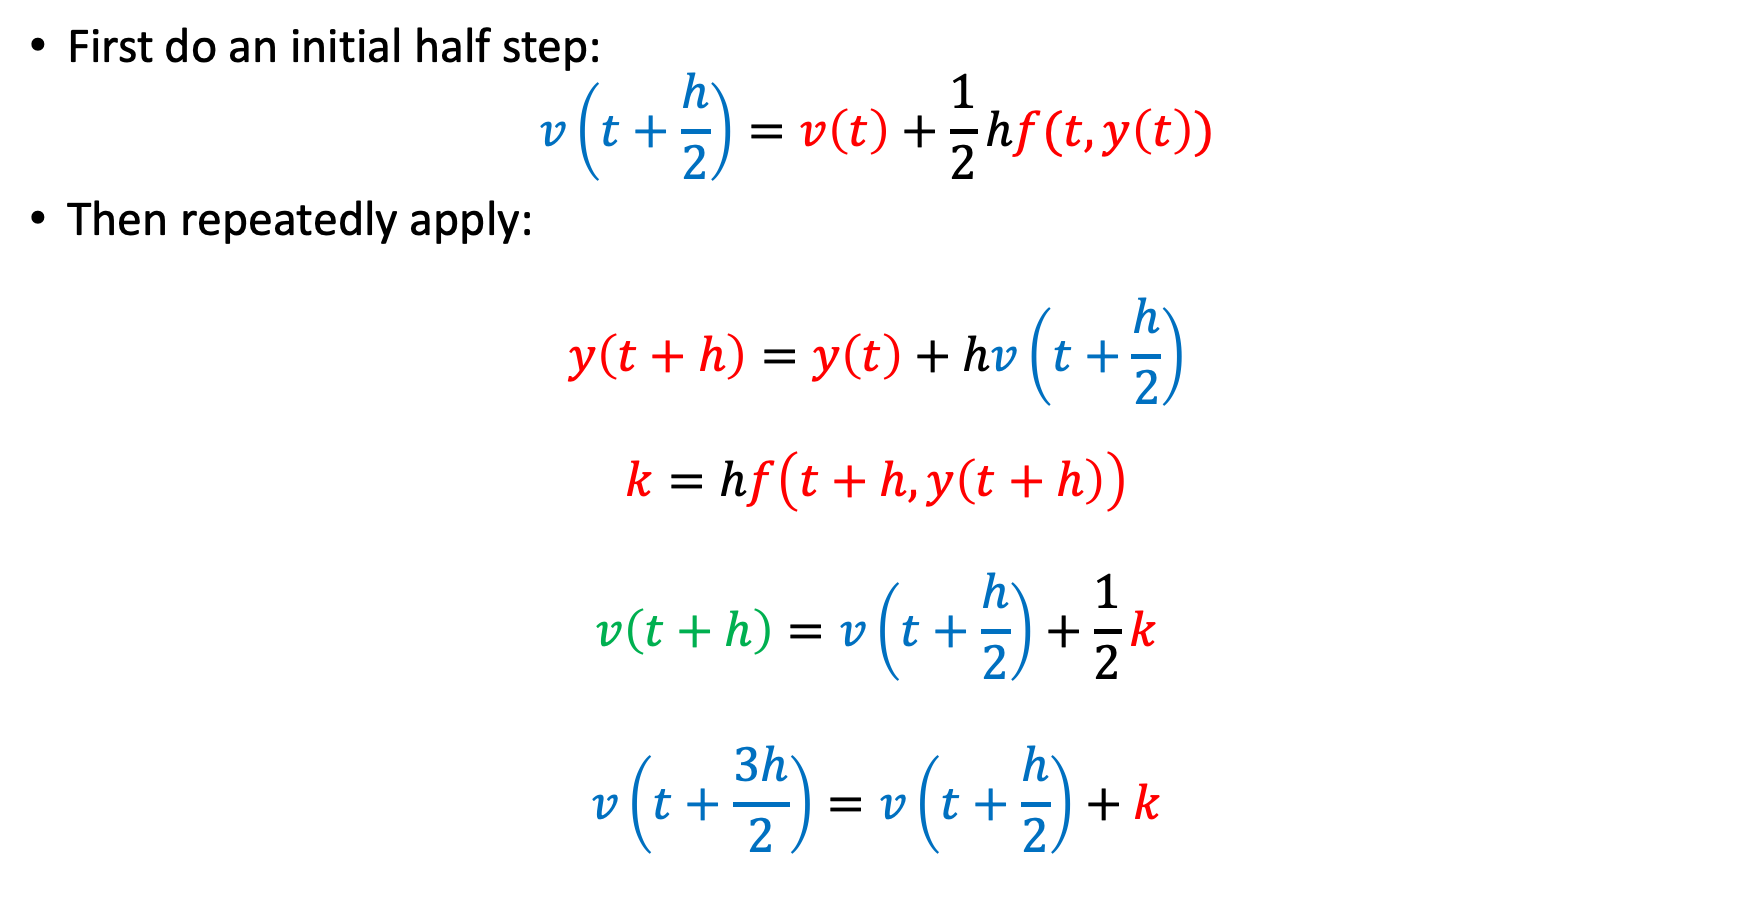 • First do an initial half step:
v(t + h/2) = v(t) + 1/2 hf(t, y(t))
• Then repeatedly apply:
y(t + h) = y(t) + hv(t + h/2)
k = hf(t + h, y(t + h))
v(t + h) = v(t + h/2) + 1/2 k
v(t + 3h/2) = v(t + h/2) + k